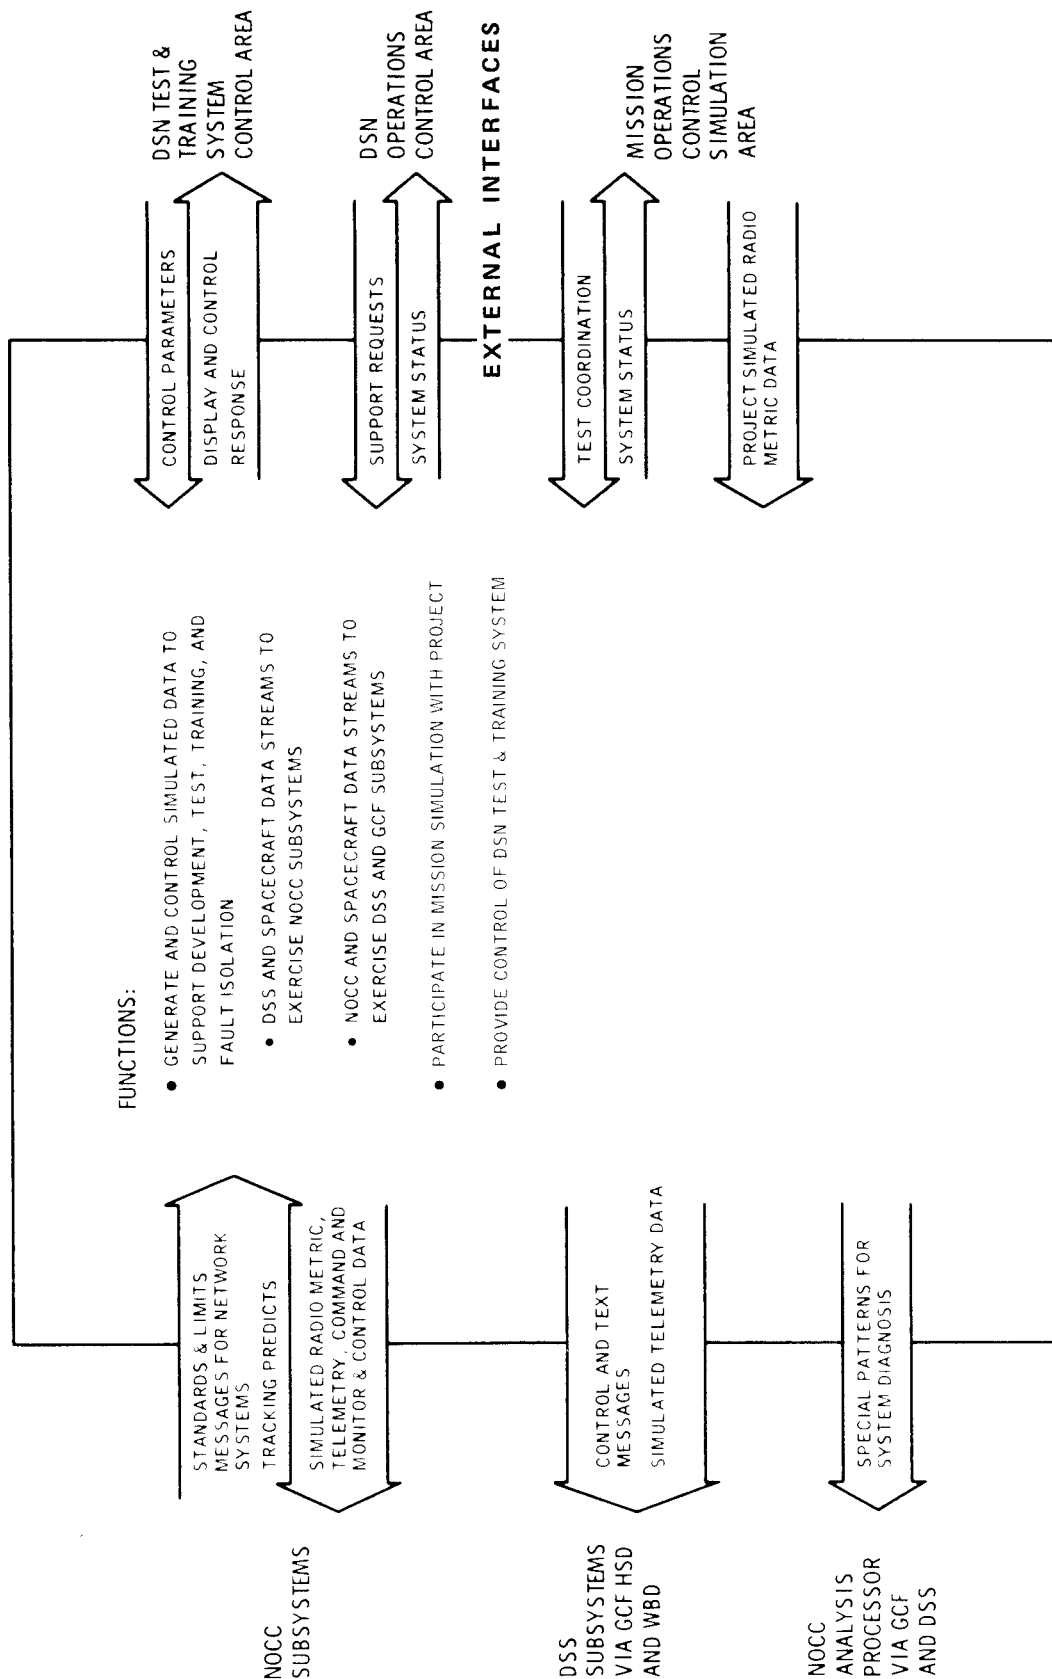 NOCC
SUBSYSTEMS
STANDARDS & LIMITS
MESSAGES FOR NETWORK
SYSTEMS
TRACKING PREDICTS
SIMULATED RADIO METRIC,
TELEMETRY, COMMAND AND
MONITOR & CONTROL DATA
DSS
SUBSYSTEMS
VIA GCF HSD
AND WBD
CONTROL AND TEXT
MESSAGES
SIMULATED TELEMETRY DATA
NOCC
ANALYSIS
PROCESSOR
VIA GCF
AND DSS
SPECIAL PATTERNS FOR
SYSTEM DIAGNOSIS
FUNCTIONS:
• GENERATE AND CONTROL SIMULATED DATA TO
SUPPORT DEVELOPMENT, TEST, TRAINING, AND
FAULT ISOLATION
• DSS AND SPACECRAFT DATA STREAMS TO
EXERCISE NOCC SUBSYSTEMS
• NOCC AND SPACECRAFT DATA STREAMS TO
EXERCISE DSS AND GCF SUBSYSTEMS
• PARTICIPATE IN MISSION SIMULATION WITH PROJECT
• PROVIDE CONTROL OF DSN TEST & TRAINING SYSTEM
CONTROL PARAMETERS
DISPLAY AND CONTROL
RESPONSE
DSN TEST &
TRAINING
SYSTEM
CONTROL AREA
SUPPORT REQUESTS
SYSTEM STATUS
DSN
OPERATIONS
CONTROL AREA
EXTERNAL INTERFACES
TEST COORDINATION
SYSTEM STATUS
MISSION
OPERATIONS
CONTROL
SIMULATION
AREA
PROJECT SIMULATED RADIO
METRIC DATA